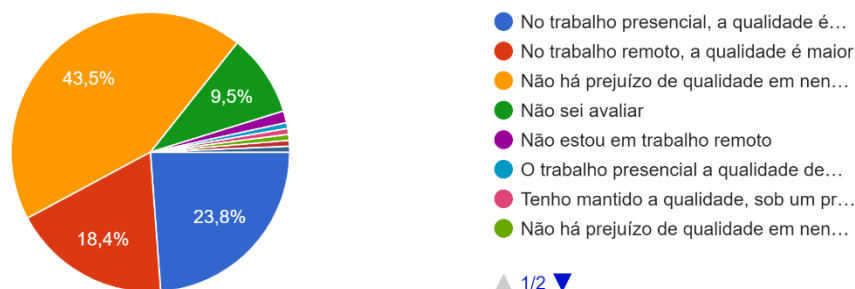 43,5%
9,5%
18,4%
23,8%
No trabalho presencial, a qualidade é…
No trabalho remoto, a qualidade é maior
Não há prejuízo de qualidade em nen…
Não sei avaliar
Não estou em trabalho remoto
O trabalho presencial a qualidade de…
Tenho mantido a qualidade, sob um pr…
Não há prejuízo de qualidade em nen…
1/2